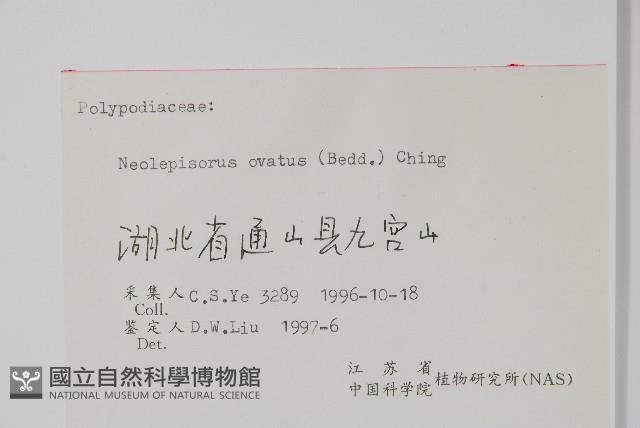 Polypodiaceae:
Neolepisorus ovatus (Bedd.) Ching
湖北省通山县九宫山
采集人 C.S.Ye 3289 1996-10-18
Coll.
鉴定人 D.W.Liu 1997-6
Det.
江苏省
中国科学院 植物研究所(NAS)
國立自然科學博物館
NATIONAL MUSEUM OF NATURAL SCIENCE